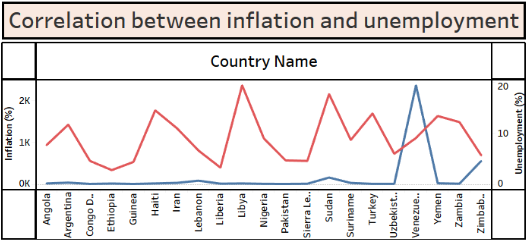 Correlation between inflation and unemployment
Country Name
Inflation (%)
2K
1K
0K
Unemployment (%)
20
10
0
Angola
Argentina
Congo D..
Ethiopia
Guinea
Haiti
Iran
Lebanon
Liberia
Libya
Nigeria
Pakistan
Sierra Le..
Sudan
Suriname
Turkey
Uzbekist..
Venezue..
Yemen
Zambia
Zimbab..